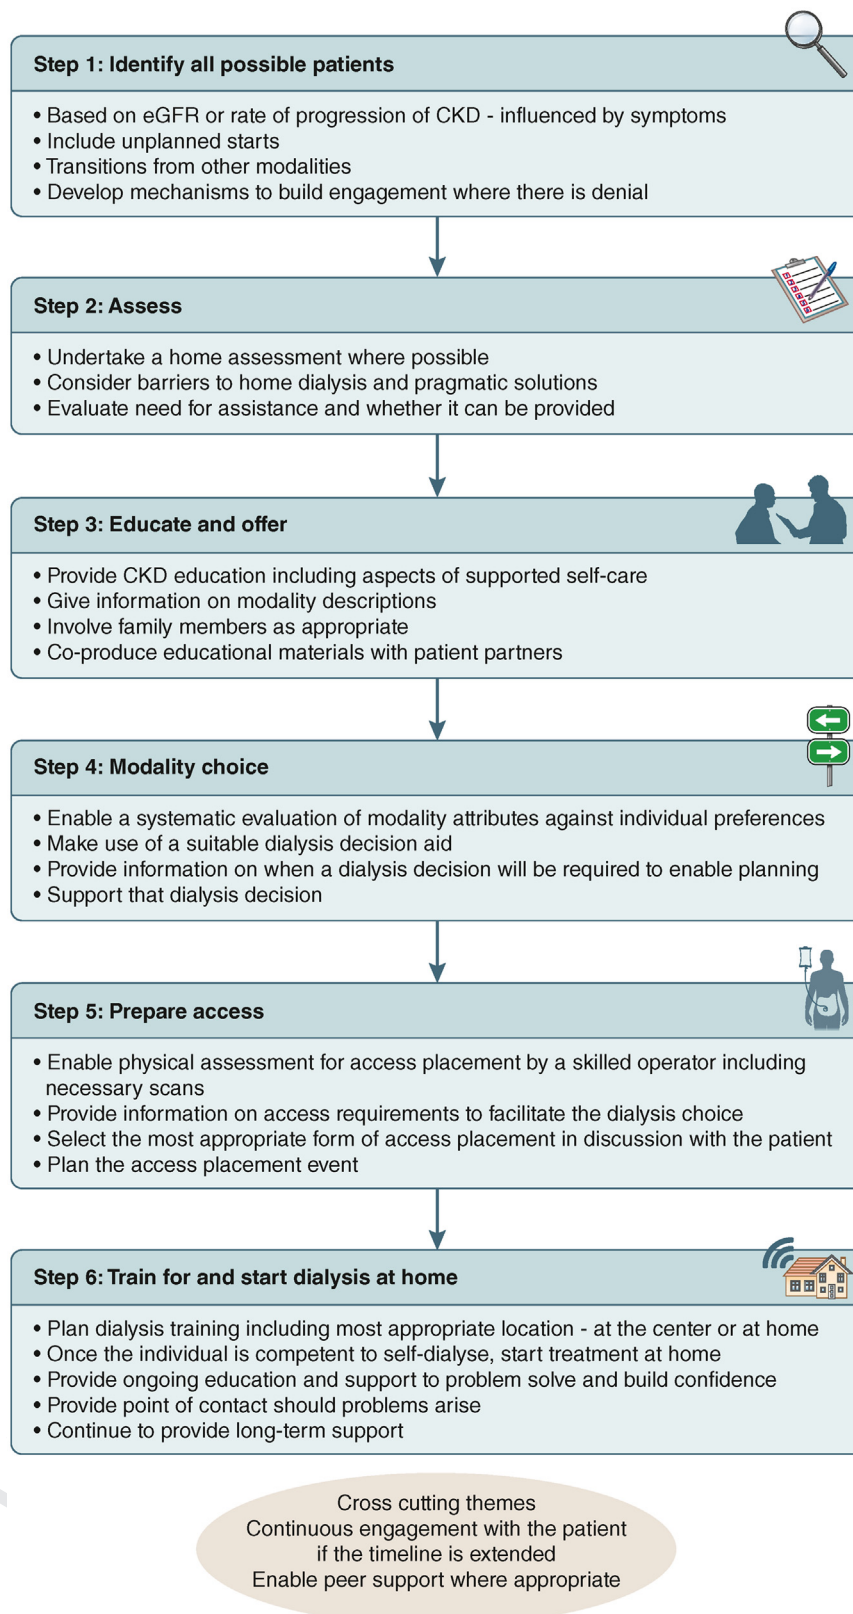 Step 1: Identify all possible patients
• Based on eGFR or rate of progression of CKD - influenced by symptoms
• Include unplanned starts
• Transitions from other modalities
• Develop mechanisms to build engagement where there is denial
Step 2: Assess
• Undertake a home assessment where possible
• Consider barriers to home dialysis and pragmatic solutions
• Evaluate need for assistance and whether it can be provided
Step 3: Educate and offer
• Provide CKD education including aspects of supported self-care
• Give information on modality descriptions
• Involve family members as appropriate
• Co-produce educational materials with patient partners
Step 4: Modality choice
• Enable a systematic evaluation of modality attributes against individual preferences
• Make use of a suitable dialysis decision aid
• Provide information on when a dialysis decision will be required to enable planning
• Support that dialysis decision
Step 5: Prepare access
• Enable physical assessment for access placement by a skilled operator including
necessary scans
• Provide information on access requirements to facilitate the dialysis choice
• Select the most appropriate form of access placement in discussion with the patient
• Plan the access placement event
Step 6: Train for and start dialysis at home
• Plan dialysis training including most appropriate location - at the center or at home
• Once the individual is competent to self-dialyse, start treatment at home
• Provide ongoing education and support to problem solve and build confidence
• Provide point of contact should problems arise
• Continue to provide long-term support
Cross cutting themes
Continuous engagement with the patient
if the timeline is extended
Enable peer support where appropriate